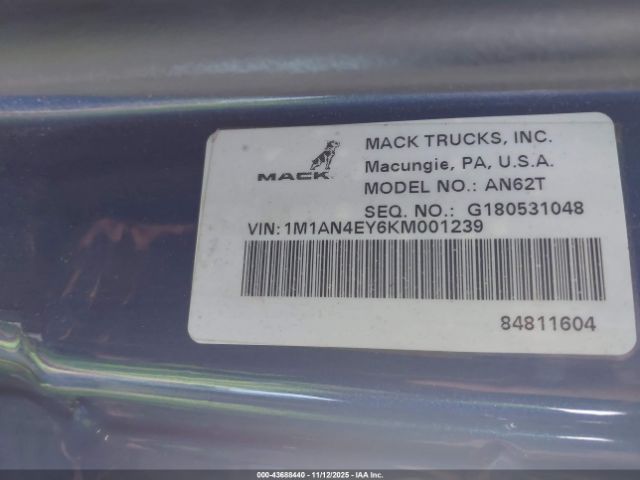 MACK TRUCKS, INC.
MACK
Macungie, PA, U.S.A.
MODEL NO.: AN62T
SEQ. NO.: G180531048
VIN:1M1AN4EY6KM001239
84811604
000-43688440 - 11/12/2025 - IAA Inc.